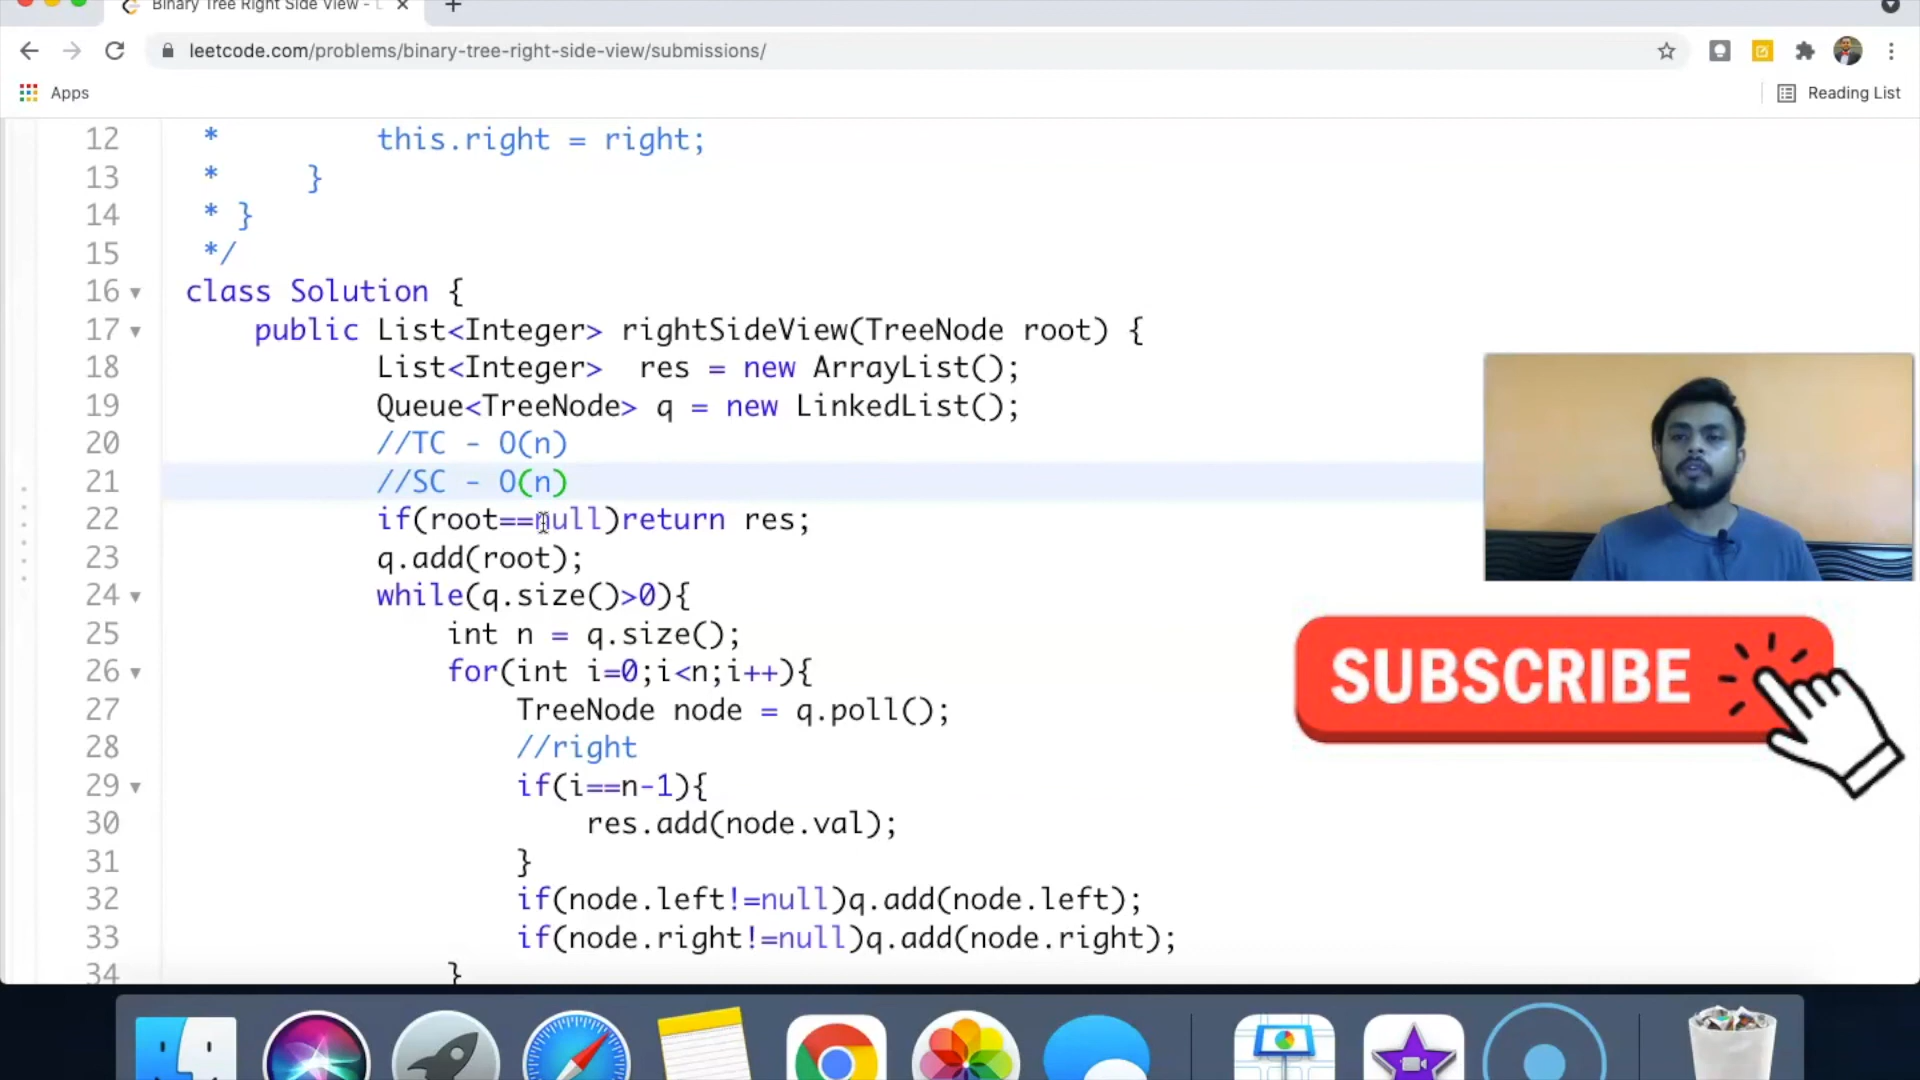 Binary Tree Right Side View - L
leetcode.com/problems/binary-tree-right-side-view/submissions/
Apps
Reading List
12 * this.right = right;
13 * }
14 * }
15 */
16 class Solution {
17 public List<Integer> rightSideView(TreeNode root) {
18 List<Integer> res = new ArrayList();
19 Queue<TreeNode> q = new LinkedList();
20 //TC - O(n)
21 //SC - O(n)
22 if(root==null)return res;
23 q.add(root);
24 while(q.size()>0){
25 int n = q.size();
26 for(int i=0;i<n;i++){
27 TreeNode node = q.poll();
28 //right
29 if(i==n-1){
30 res.add(node.val);
31 }
32 if(node.left!=null)q.add(node.left);
33 if(node.right!=null)q.add(node.right);
34 }
SUBSCRIBE